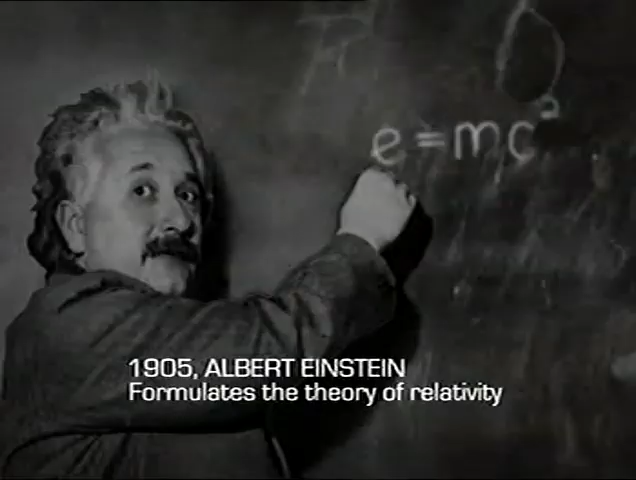 e = mc²
1905, ALBERT EINSTEIN
Formulates the theory of relativity